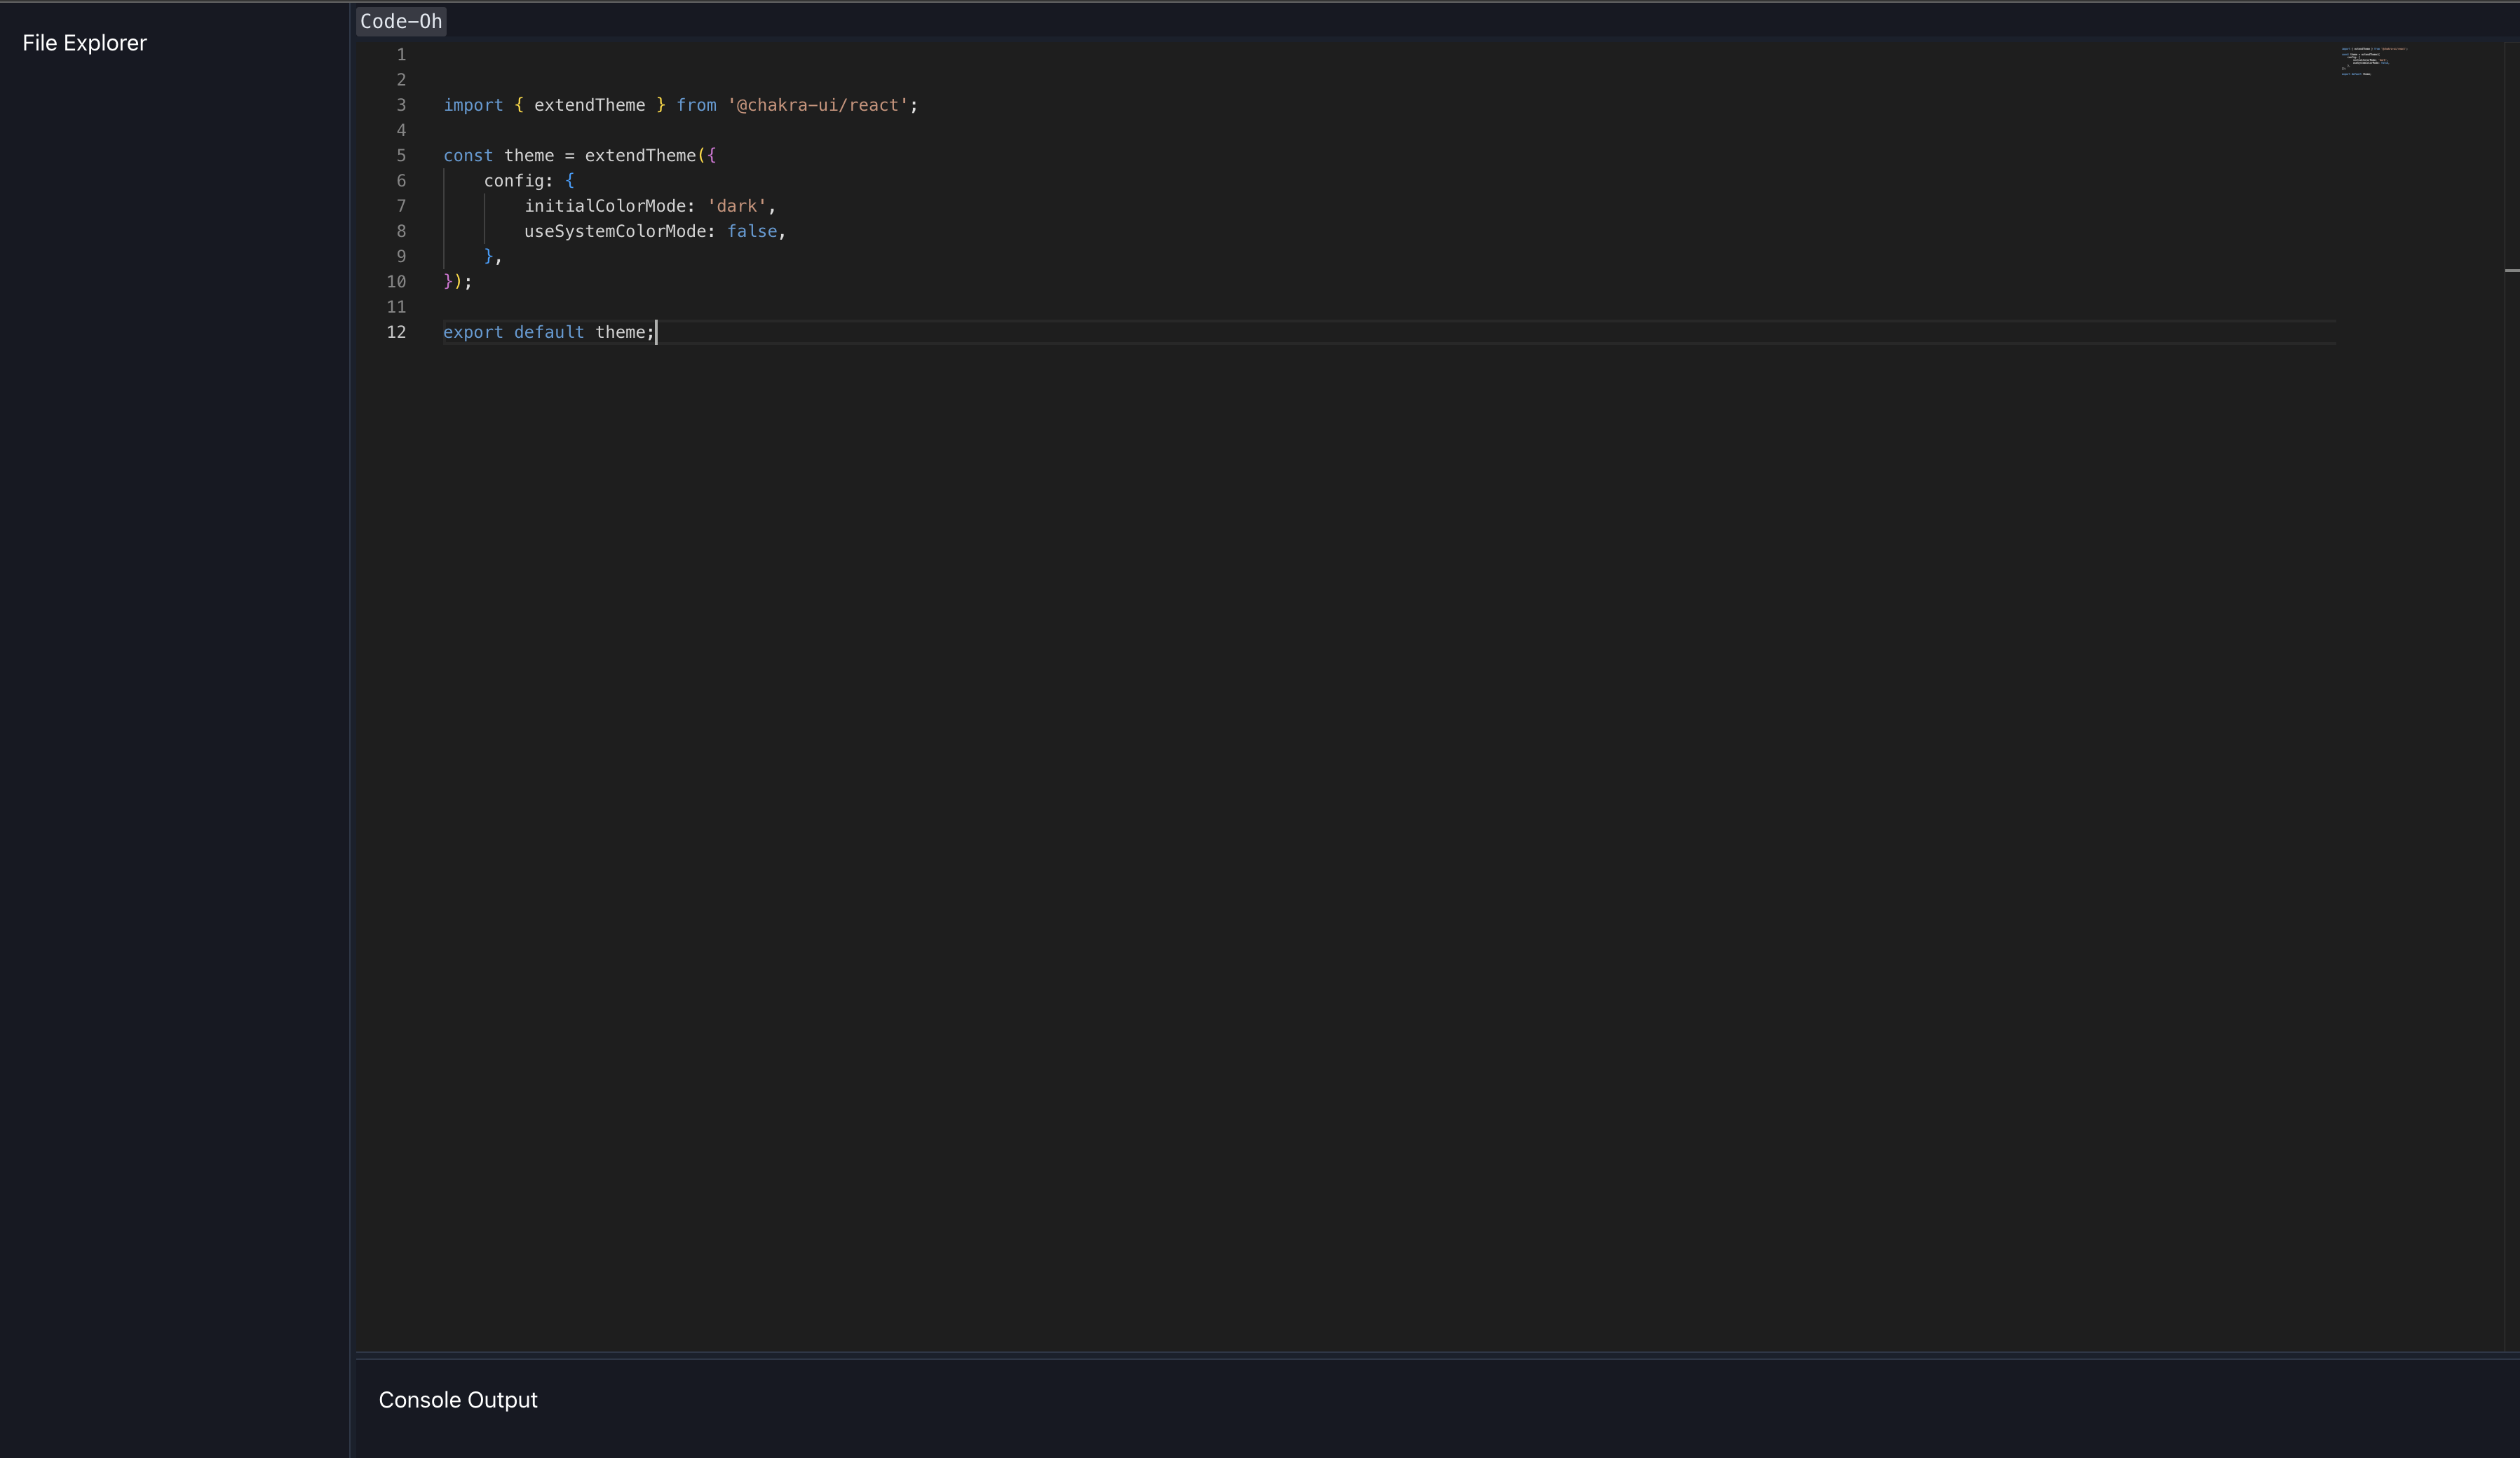 File Explorer
Code-Oh
1
2
3 import { extendTheme } from '@chakra-ui/react';
4
5 const theme = extendTheme({
6     config: {
7         initialColorMode: 'dark',
8         useSystemColorMode: false,
9     },
10 });
11
12 export default theme;
Console Output